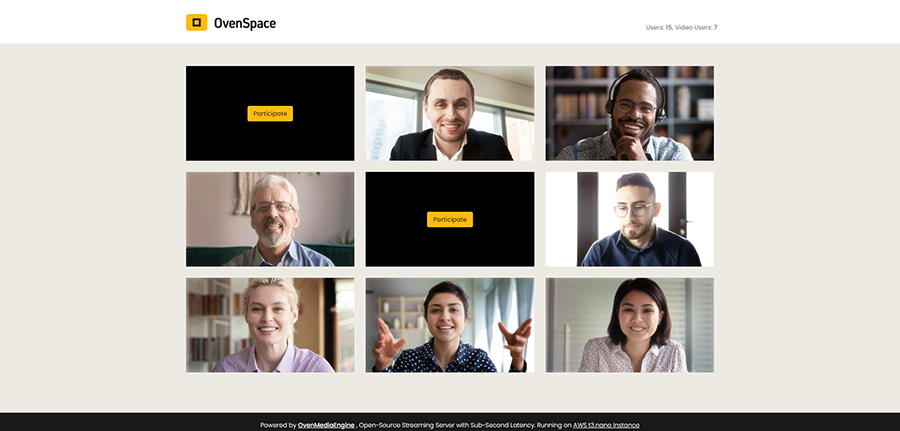 OvenSpace
Users: 15, Video Users: 7
Participate
Participate
Powered by OvenMediaEngine , Open-Source Streaming Server with Sub-Second Latency. Running on AWS t3.nano instance